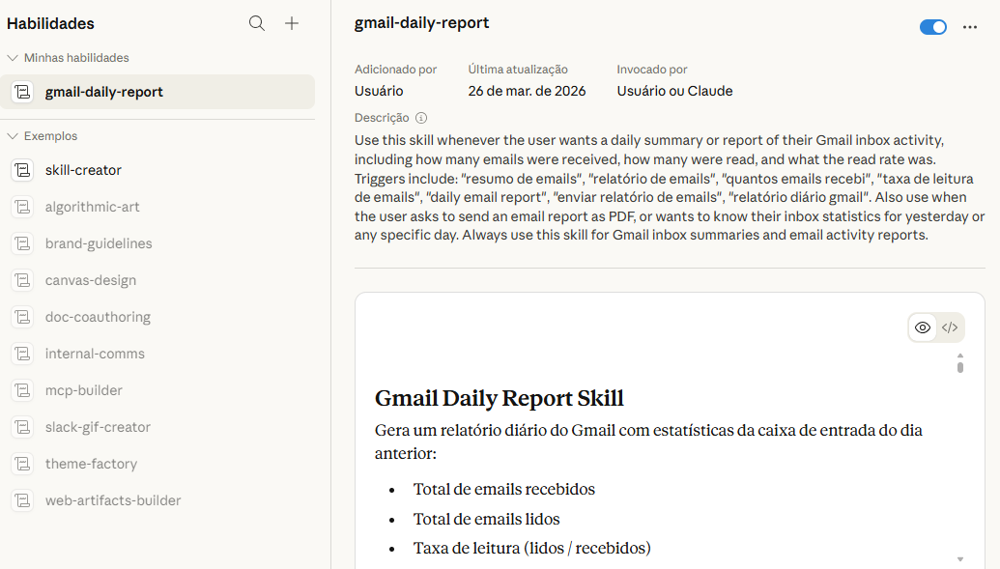 Habilidades
Minhas habilidades
gmail-daily-report
Exemplos
skill-creator
algorithmic-art
brand-guidelines
canvas-design
doc-coauthoring
internal-comms
mcp-builder
slack-gif-creator
theme-factory
web-artifacts-builder
gmail-daily-report
Adicionado por
Usuário
Última atualização
26 de mar. de 2026
Invocado por
Usuário ou Claude
Descrição
Use this skill whenever the user wants a daily summary or report of their Gmail inbox activity,
including how many emails were received, how many were read, and what the read rate was.
Triggers include: "resumo de emails", "relatório de emails", "quantos emails recebi", "taxa de leitura
de emails", "daily email report", "enviar relatório de emails", "relatório diário gmail". Also use when
the user asks to send an email report as PDF, or wants to know their inbox statistics for yesterday or
any specific day. Always use this skill for Gmail inbox summaries and email activity reports.
</>
Gmail Daily Report Skill
Gera um relatório diário do Gmail com estatísticas da caixa de entrada do dia
anterior:
• Total de emails recebidos
• Total de emails lidos
• Taxa de leitura (lidos / recebidos)